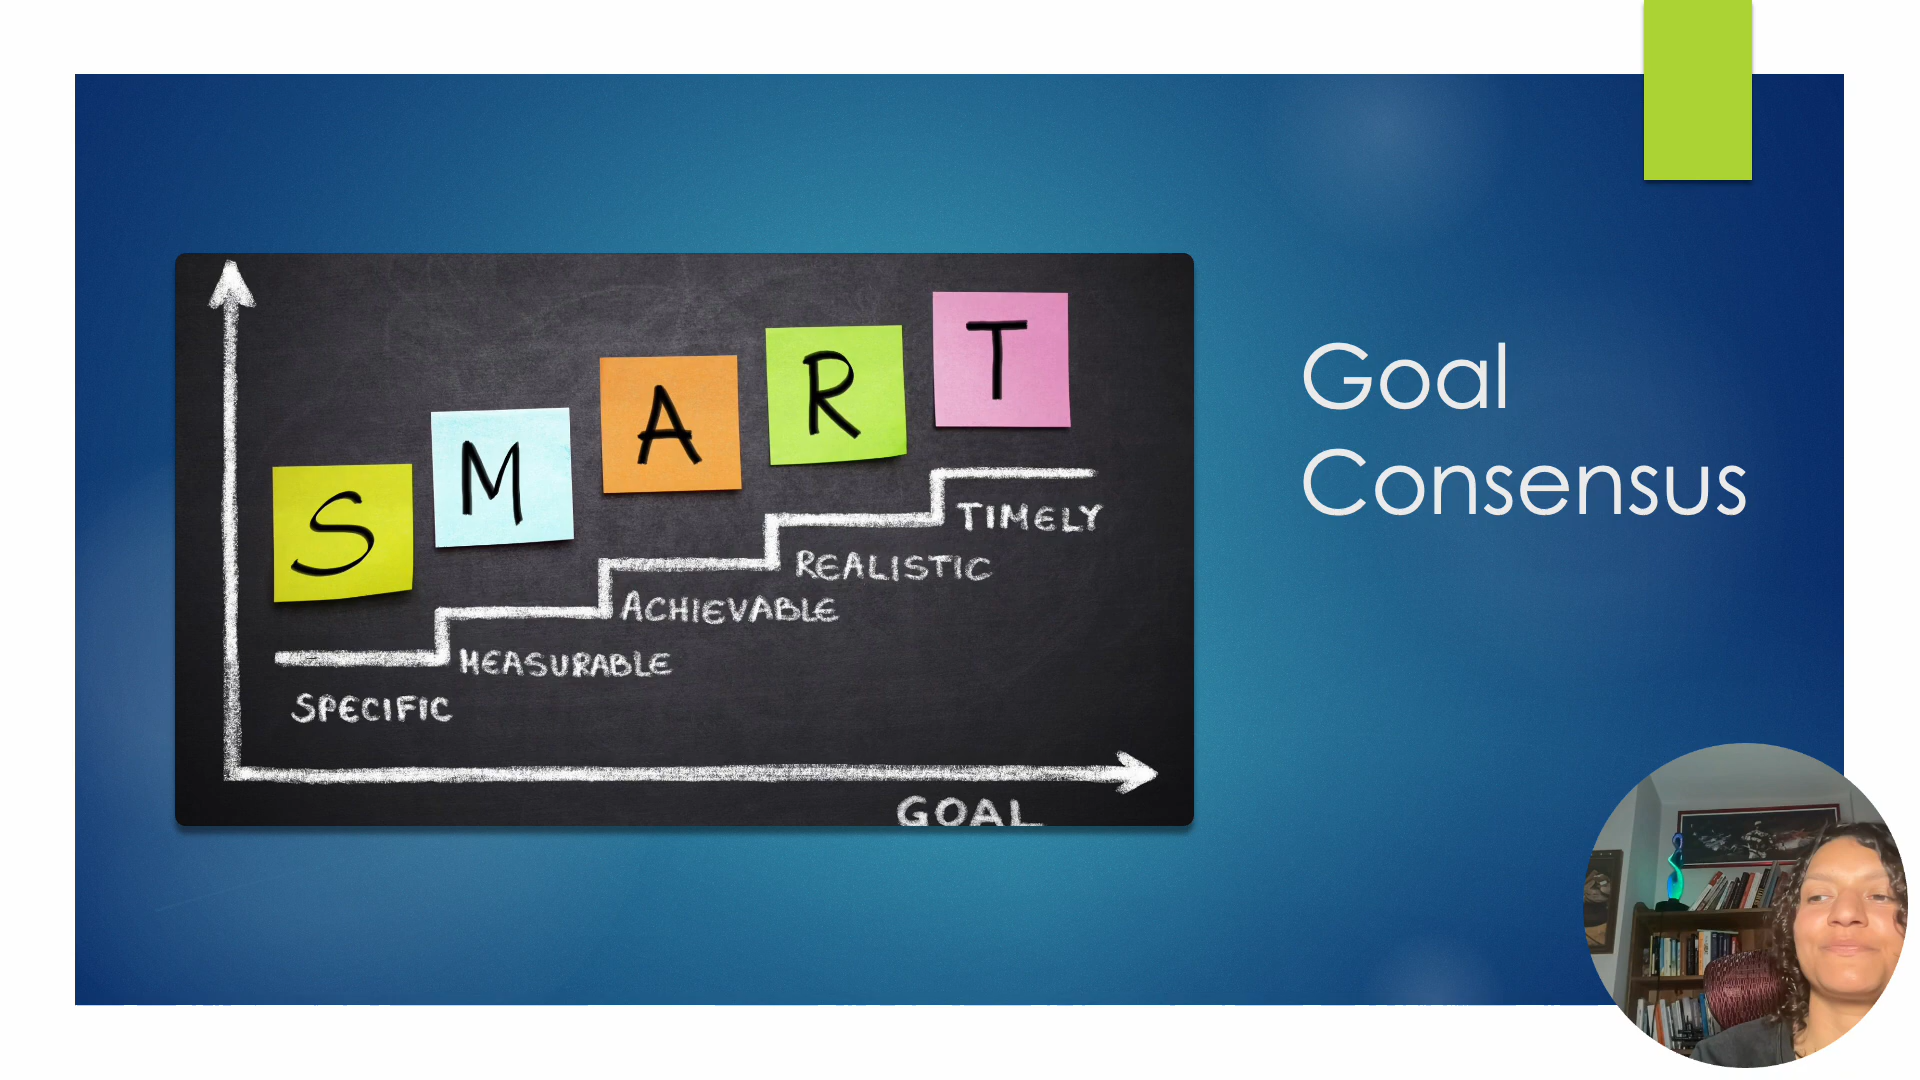 S M A R T
TIMELY
REALISTIC
ACHIEVABLE
MEASURABLE
SPECIFIC
GOAL
Goal
Consensus